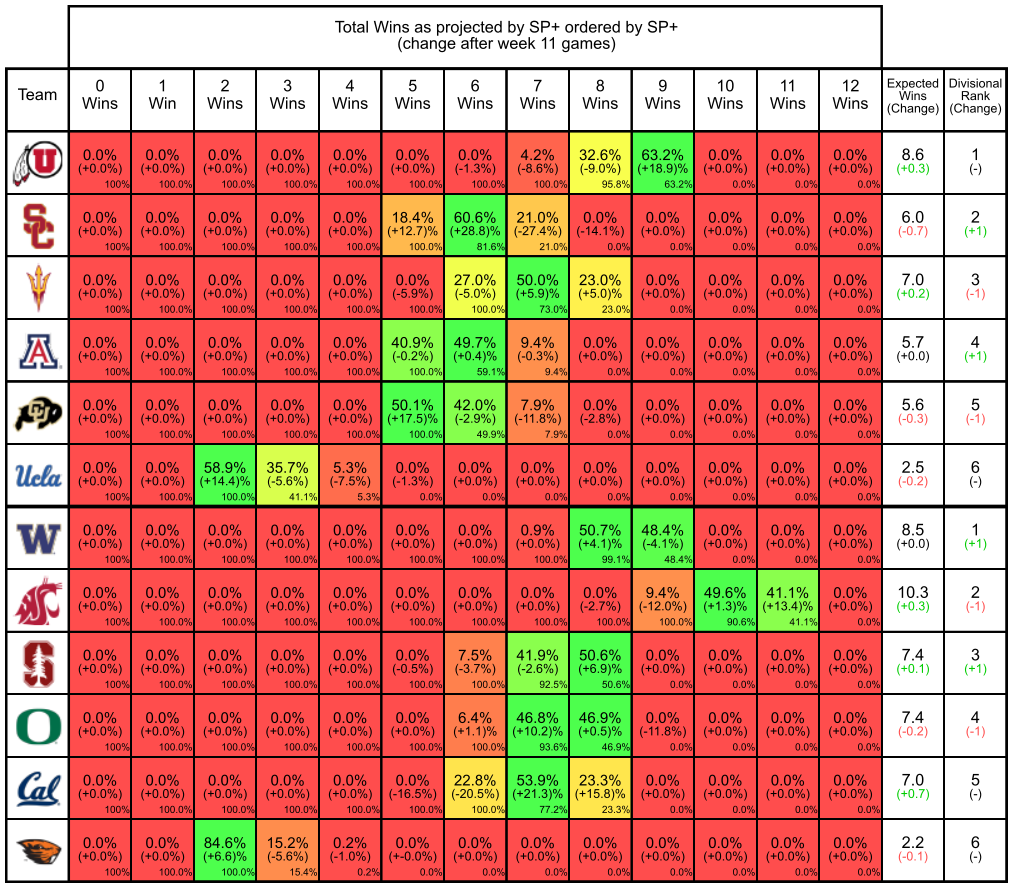 Total Wins as projected by SP+ ordered by SP+
(change after week 11 games)
Team
0 Wins
1 Win
2 Wins
3 Wins
4 Wins
5 Wins
6 Wins
7 Wins
8 Wins
9 Wins
10 Wins
11 Wins
12 Wins
Expected
Wins
(Change)
Divisional
Rank
(Change)
U
0.0% 0.0% 0.0% 0.0% 0.0% 0.0% 0.0% 4.2% 32.6% 63.2% 0.0% 0.0% 0.0% 8.6 1
(+0.0%) (+0.0%) (+0.0%) (+0.0%) (+0.0%) (+0.0%) (-1.3%) (-8.6%) (-9.0%) (+18.9)% (+0.0%) (+0.0%) (+0.0%) (+0.3) (-)
100% 100.0% 100.0% 100.0% 100.0% 100.0% 100.0% 100.0% 95.8% 63.2% 0.0% 0.0% 0.0%
SC
0.0% 0.0% 0.0% 0.0% 0.0% 18.4% 60.6% 21.0% 0.0% 0.0% 0.0% 0.0% 0.0% 6.0 2
(+0.0%) (+0.0%) (+0.0%) (+0.0%) (+0.0%) (+12.7)% (+28.8)% (-27.4%) (-14.1%) (+0.0%) (+0.0%) (+0.0%) (+0.0%) (-0.7) (+1)
100% 100.0% 100.0% 100.0% 100.0% 100.0% 81.6% 21.0% 0.0% 0.0% 0.0% 0.0% 0.0%
0.0% 0.0% 0.0% 0.0% 0.0% 0.0% 27.0% 50.0% 23.0% 0.0% 0.0% 0.0% 0.0% 7.0 3
(+0.0%) (+0.0%) (+0.0%) (+0.0%) (+0.0%) (-5.9%) (-5.0%) (+5.9)% (+5.0)% (+0.0%) (+0.0%) (+0.0%) (+0.0%) (+0.2) (-1)
100% 100.0% 100.0% 100.0% 100.0% 100.0% 100.0% 73.0% 23.0% 0.0% 0.0% 0.0% 0.0%
A
0.0% 0.0% 0.0% 0.0% 0.0% 40.9% 49.7% 9.4% 0.0% 0.0% 0.0% 0.0% 0.0% 5.7 4
(+0.0%) (+0.0%) (+0.0%) (+0.0%) (+0.0%) (-0.2%) (+0.4)% (-0.3%) (+0.0%) (+0.0%) (+0.0%) (+0.0%) (+0.0%) (+0.0) (+1)
100% 100.0% 100.0% 100.0% 100.0% 100.0% 59.1% 9.4% 0.0% 0.0% 0.0% 0.0% 0.0%
CU
0.0% 0.0% 0.0% 0.0% 0.0% 50.1% 42.0% 7.9% 0.0% 0.0% 0.0% 0.0% 0.0% 5.6 5
(+0.0%) (+0.0%) (+0.0%) (+0.0%) (+0.0%) (+17.5)% (-2.9%) (-11.8%) (-2.8%) (+0.0%) (+0.0%) (+0.0%) (+0.0%) (-0.3) (-1)
100% 100.0% 100.0% 100.0% 100.0% 100.0% 49.9% 7.9% 0.0% 0.0% 0.0% 0.0% 0.0%
Ucla
0.0% 0.0% 58.9% 35.7% 5.3% 0.0% 0.0% 0.0% 0.0% 0.0% 0.0% 0.0% 0.0% 2.5 6
(+0.0%) (+0.0%) (+14.4)% (-5.6%) (-7.5%) (-1.3%) (+0.0%) (+0.0%) (+0.0%) (+0.0%) (+0.0%) (+0.0%) (+0.0%) (-0.2) (-)
100% 100.0% 100.0% 41.1% 5.3% 0.0% 0.0% 0.0% 0.0% 0.0% 0.0% 0.0% 0.0%
W
0.0% 0.0% 0.0% 0.0% 0.0% 0.0% 0.0% 0.9% 50.7% 48.4% 0.0% 0.0% 0.0% 8.5 1
(+0.0%) (+0.0%) (+0.0%) (+0.0%) (+0.0%) (+0.0%) (+0.0%) (+0.0%) (+4.1)% (-4.1%) (+0.0%) (+0.0%) (+0.0%) (+0.0) (+1)
100% 100.0% 100.0% 100.0% 100.0% 100.0% 100.0% 100.0% 99.1% 48.4% 0.0% 0.0% 0.0%
0.0% 0.0% 0.0% 0.0% 0.0% 0.0% 0.0% 0.0% 0.0% 9.4% 49.6% 41.1% 0.0% 10.3 2
(+0.0%) (+0.0%) (+0.0%) (+0.0%) (+0.0%) (+0.0%) (+0.0%) (+0.0%) (-2.7%) (-12.0%) (+1.3)% (+13.4)% (+0.0%) (+0.3) (-1)
100% 100.0% 100.0% 100.0% 100.0% 100.0% 100.0% 100.0% 100.0% 100.0% 90.6% 41.1% 0.0%
S
0.0% 0.0% 0.0% 0.0% 0.0% 0.0% 7.5% 41.9% 50.6% 0.0% 0.0% 0.0% 0.0% 7.4 3
(+0.0%) (+0.0%) (+0.0%) (+0.0%) (+0.0%) (-0.5%) (-3.7%) (-2.6%) (+6.9)% (+0.0%) (+0.0%) (+0.0%) (+0.0%) (+0.1) (+1)
100% 100.0% 100.0% 100.0% 100.0% 100.0% 100.0% 92.5% 50.6% 0.0% 0.0% 0.0% 0.0%
O
0.0% 0.0% 0.0% 0.0% 0.0% 0.0% 6.4% 46.8% 46.9% 0.0% 0.0% 0.0% 0.0% 7.4 4
(+0.0%) (+0.0%) (+0.0%) (+0.0%) (+0.0%) (+0.0%) (+1.1)% (+10.2)% (+0.5)% (-11.8%) (+0.0%) (+0.0%) (+0.0%) (-0.2) (-1)
100% 100.0% 100.0% 100.0% 100.0% 100.0% 100.0% 93.6% 46.9% 0.0% 0.0% 0.0% 0.0%
Cal
0.0% 0.0% 0.0% 0.0% 0.0% 0.0% 22.8% 53.9% 23.3% 0.0% 0.0% 0.0% 0.0% 7.0 5
(+0.0%) (+0.0%) (+0.0%) (+0.0%) (+0.0%) (-16.5%) (-20.5%) (+21.3)% (+15.8)% (+0.0%) (+0.0%) (+0.0%) (+0.0%) (+0.7) (-)
100% 100.0% 100.0% 100.0% 100.0% 100.0% 100.0% 77.2% 23.3% 0.0% 0.0% 0.0% 0.0%
0.0% 0.0% 84.6% 15.2% 0.2% 0.0% 0.0% 0.0% 0.0% 0.0% 0.0% 0.0% 0.0% 2.2 6
(+0.0%) (+0.0%) (+6.6)% (-5.6%) (-1.0%) (+-0.0%) (+0.0%) (+0.0%) (+0.0%) (+0.0%) (+0.0%) (+0.0%) (+0.0%) (-0.1) (-)
100% 100.0% 100.0% 15.4% 0.2% 0.0% 0.0% 0.0% 0.0% 0.0% 0.0% 0.0% 0.0%